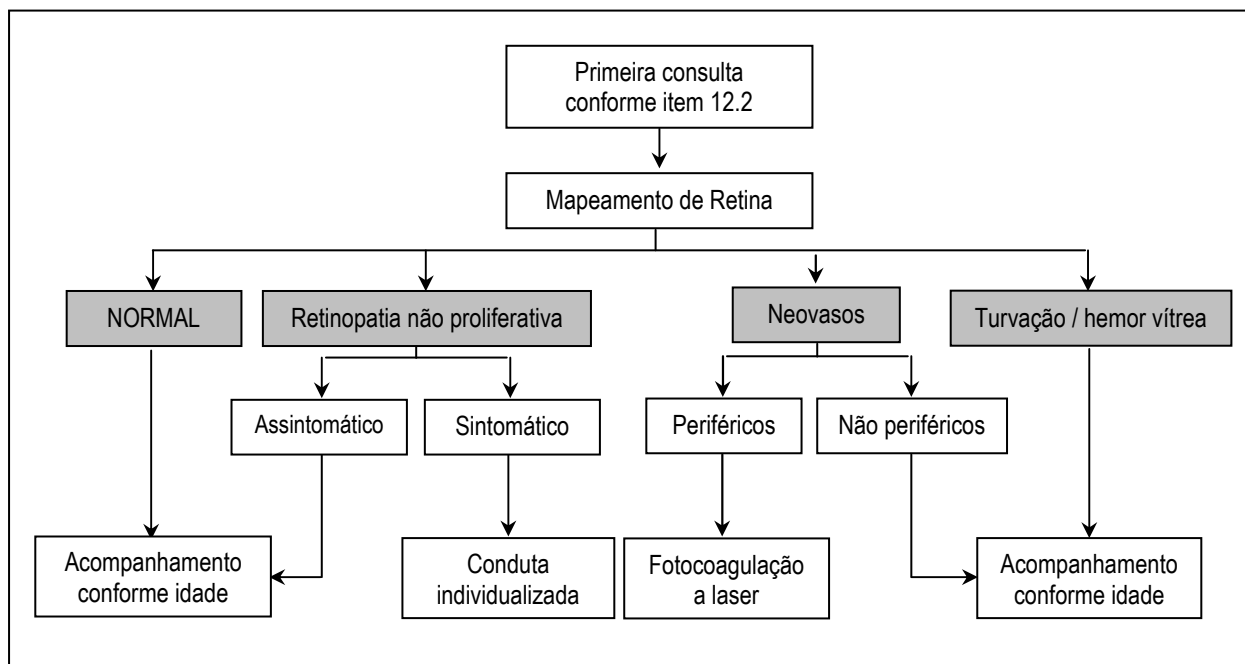 Primeira consulta
conforme item 12.2
Mapeamento de Retina
NORMAL
Retinopatia não proliferativa
Neovasos
Turvação / hemor vítrea
Assintomático
Sintomático
Periféricos
Não periféricos
Acompanhamento
conforme idade
Conduta
individualizada
Fotocoagulação
a laser
Acompanhamento
conforme idade